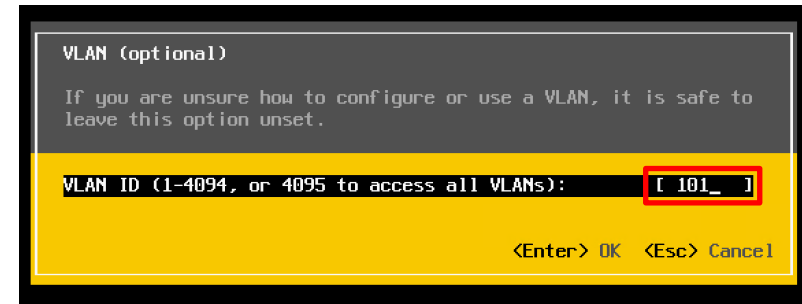 VLAN (optional)
If you are unsure how to configure or use a VLAN, it is safe to
leave this option unset.
VLAN ID (1-4094, or 4095 to access all VLANs): [ 101_ ]
<Enter> OK <Esc> Cancel